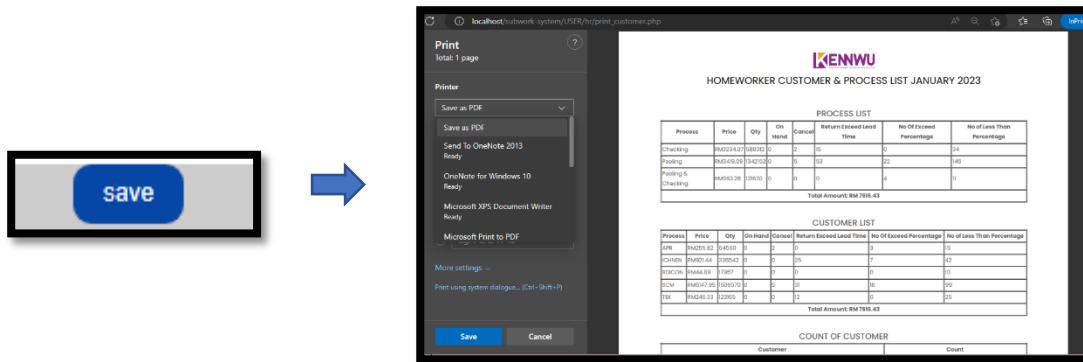 save
localhost/subwork-system/USER/hr/print_customer.php
InPriv
Print
?
Total: 1 page
Printer
Save as PDF
Save as PDF
Send To OneNote 2013
Ready
OneNote for Windows 10
Ready
Microsoft XPS Document Writer
Ready
Microsoft Print to PDF
More settings
Print using system dialogue... (Ctrl+Shift+P)
Save Cancel
KENNWU
HOMEWORKER CUSTOMER & PROCESS LIST JANUARY 2023
PROCESS LIST
Process Price Qty On Hand Cancel Return Exceed Lead Time No Of Exceed Percentage No of Less Than Percentage
Checking 0 2 15 0 34
Peeling 0 5 53 22 146
Peeling & Checking 0 0 0 4 11
Total Amount: RM 7616.43
CUSTOMER LIST
Process Price Qty On Hand Cancel Return Exceed Lead Time No Of Exceed Percentage No of Less Than Percentage
APR 0 2 0 3 15
0 0 25 7 42
0 0 0 0 10
SCM 0 5 31 16 99
0 0 12 0 25
Total Amount: RM 7616.43
COUNT OF CUSTOMER
Customer Count